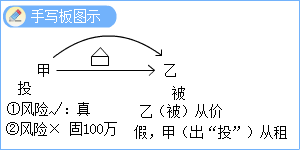 手写板图示
甲 乙
投 被
①风险√:真 乙(被)从价
②风险× 固100万 假,甲(出“投”)从租